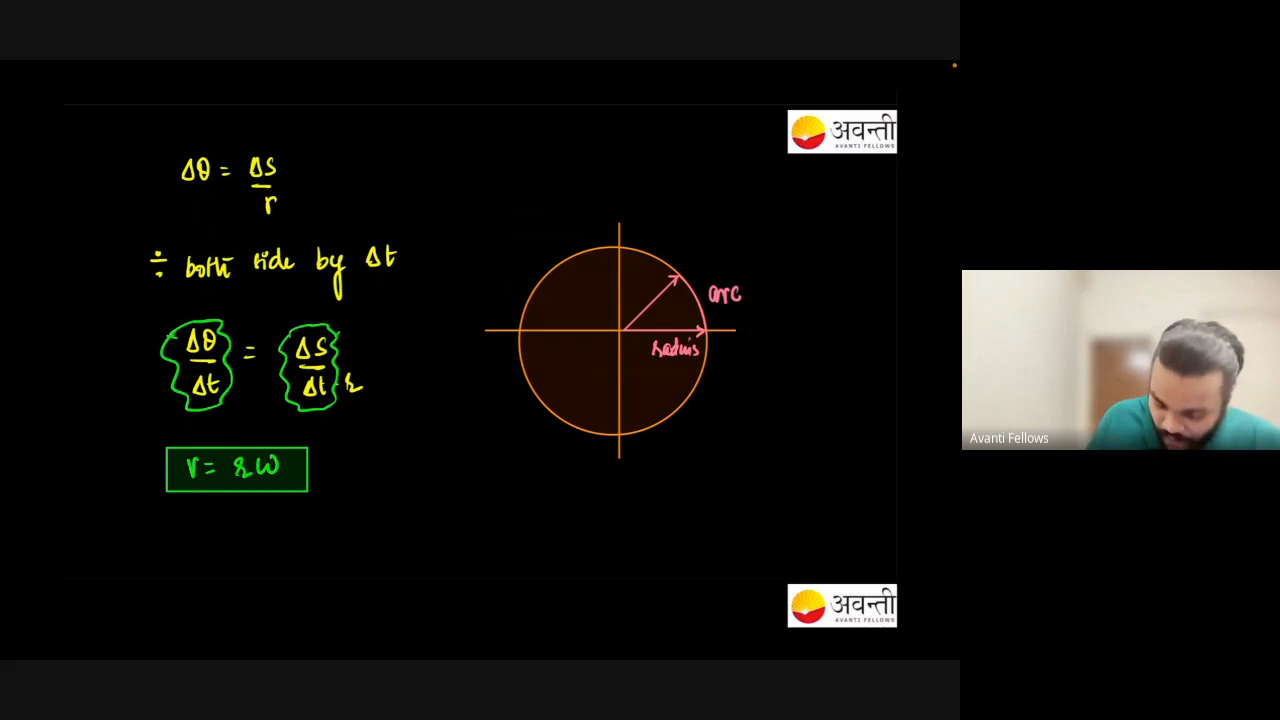 अवन्ती
AVANTI FELLOWS
Δθ = Δs / r
÷ both side by Δt
Δθ / Δt = Δs / Δt r
v = rω
arc
radius
Avanti Fellows
अवन्ती
AVANTI FELLOWS